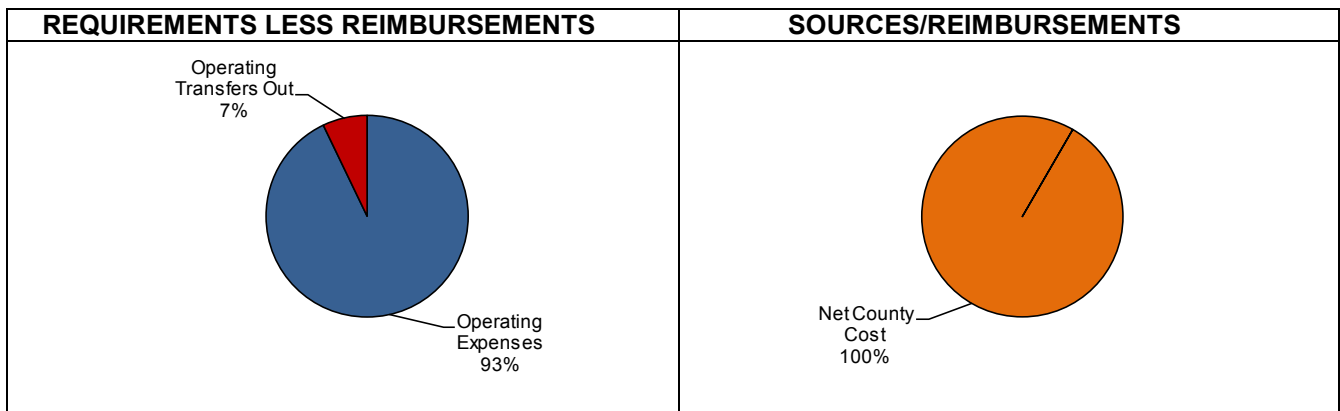 REQUIREMENTS LESS REIMBURSEMENTS
Operating
Transfers Out
7%
Operating
Expenses
93%
SOURCES/REIMBURSEMENTS
Net County
Cost
100%